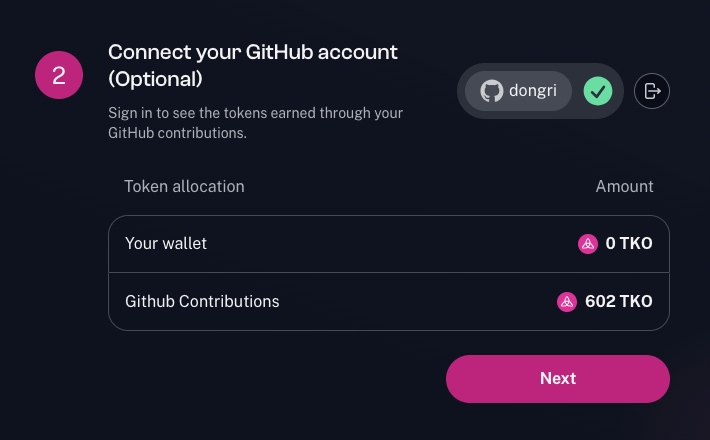 2
Connect your GitHub account
(Optional)
Sign in to see the tokens earned through your
GitHub contributions.
dongri
Token allocation
Amount
Your wallet
0 TKO
Github Contributions
602 TKO
Next